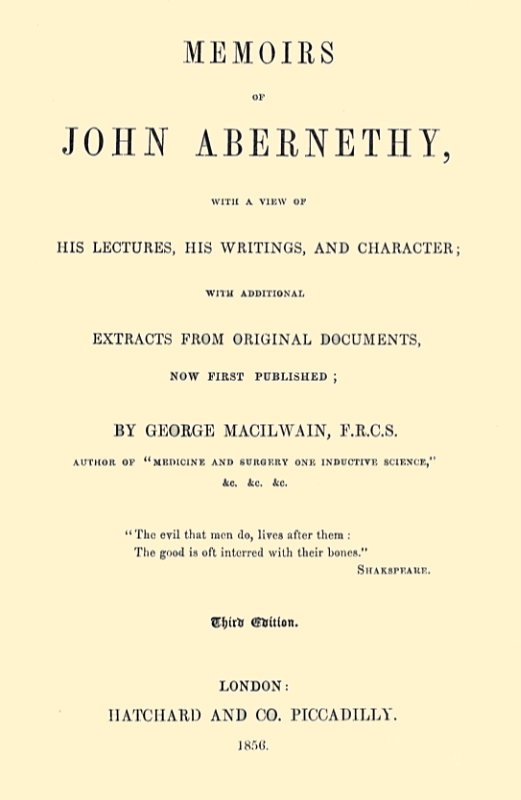 MEMOIRS
OF
JOHN ABERNETHY,
WITH A VIEW OF
HIS LECTURES, HIS WRITINGS, AND CHARACTER;
WITH ADDITIONAL
EXTRACTS FROM ORIGINAL DOCUMENTS,
NOW FIRST PUBLISHED;
BY GEORGE MACILWAIN, F.R.C.S.
AUTHOR OF "MEDICINE AND SURGERY ONE INDUCTIVE SCIENCE,"
&c. &c. &c.
"The evil that men do, lives after them:
The good is oft interred with their bones."
SHAKSPEARE.
Third Edition.
LONDON:
HATCHARD AND CO. PICCADILLY.
1856.